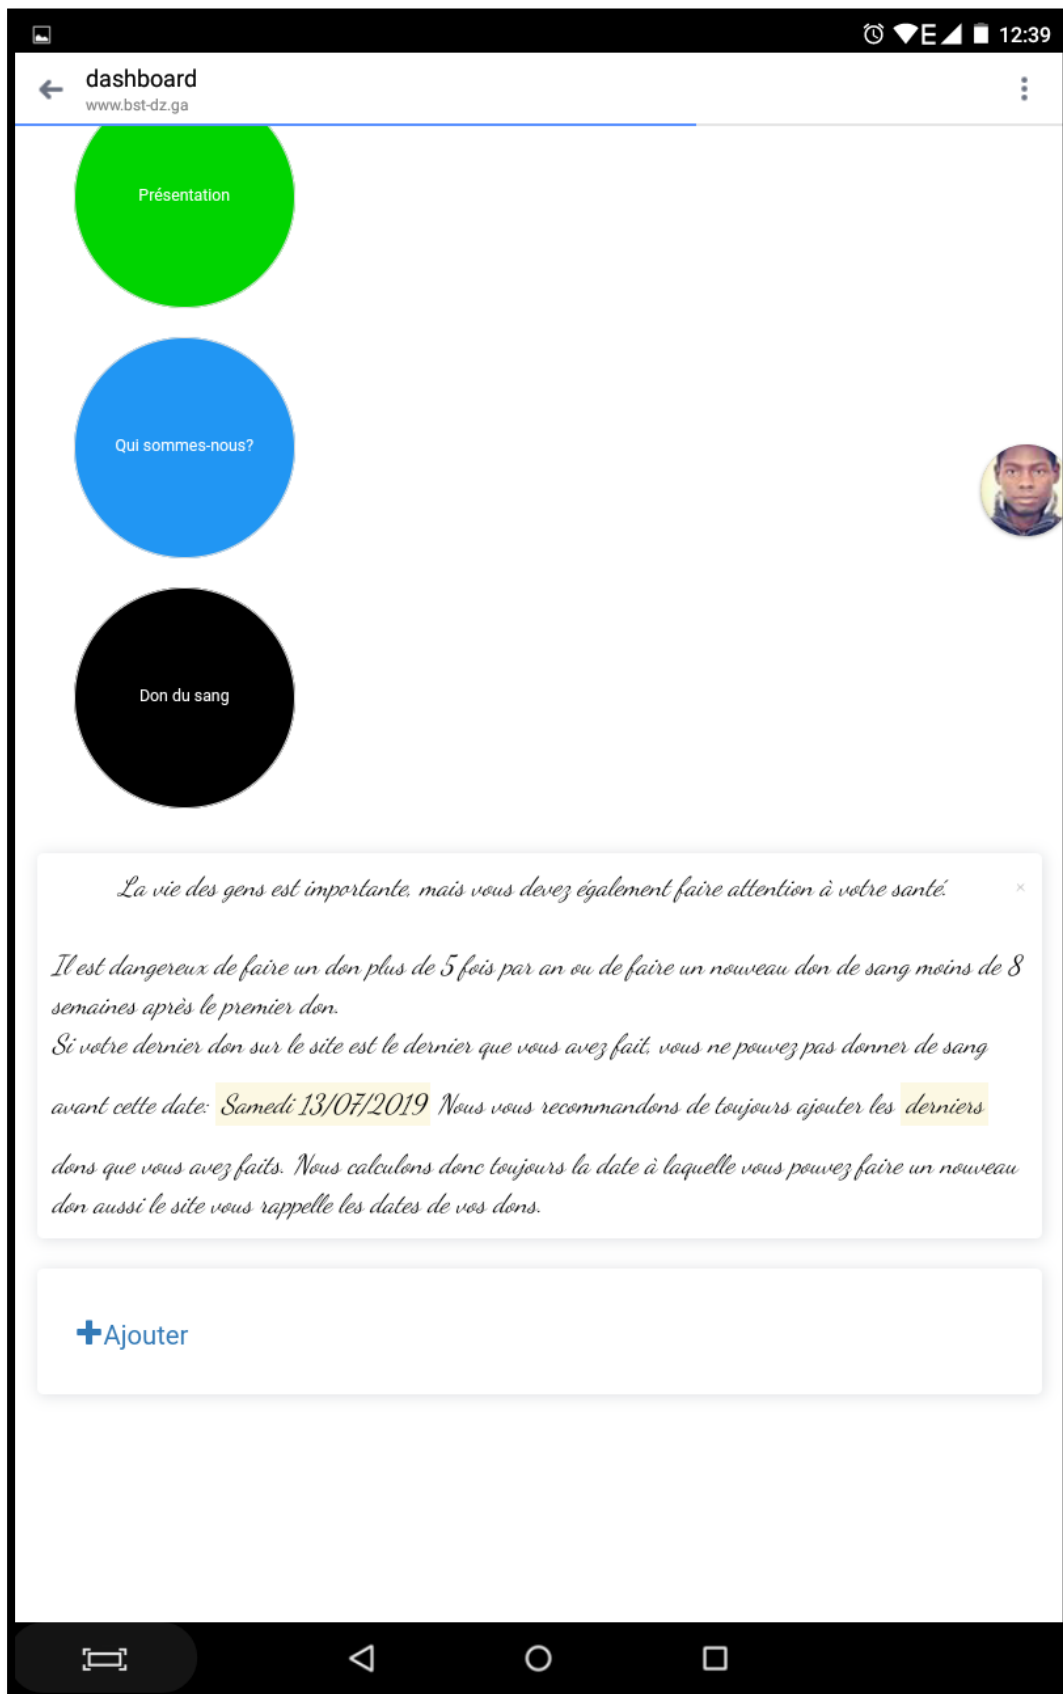 E 12:39
dashboard
www.bst-dz.ga
Présentation
Qui sommes-nous?
Don du sang
La vie des gens est importante, mais vous devez également faire attention à votre santé. ×
Il est dangereux de faire un don plus de 5 fois par an ou de faire un nouveau don de sang moins de 8
semaines après le premier don.
Si votre dernier don sur le site est le dernier que vous avez fait, vous ne pouvez pas donner de sang
avant cette date: Samedi 13/07/2019 Nous vous recommandons de toujours ajouter les derniers
dons que vous avez faits. Nous calculons donc toujours la date à laquelle vous pouvez faire un nouveau
don aussi le site vous rappelle les dates de vos dons.
Ajouter